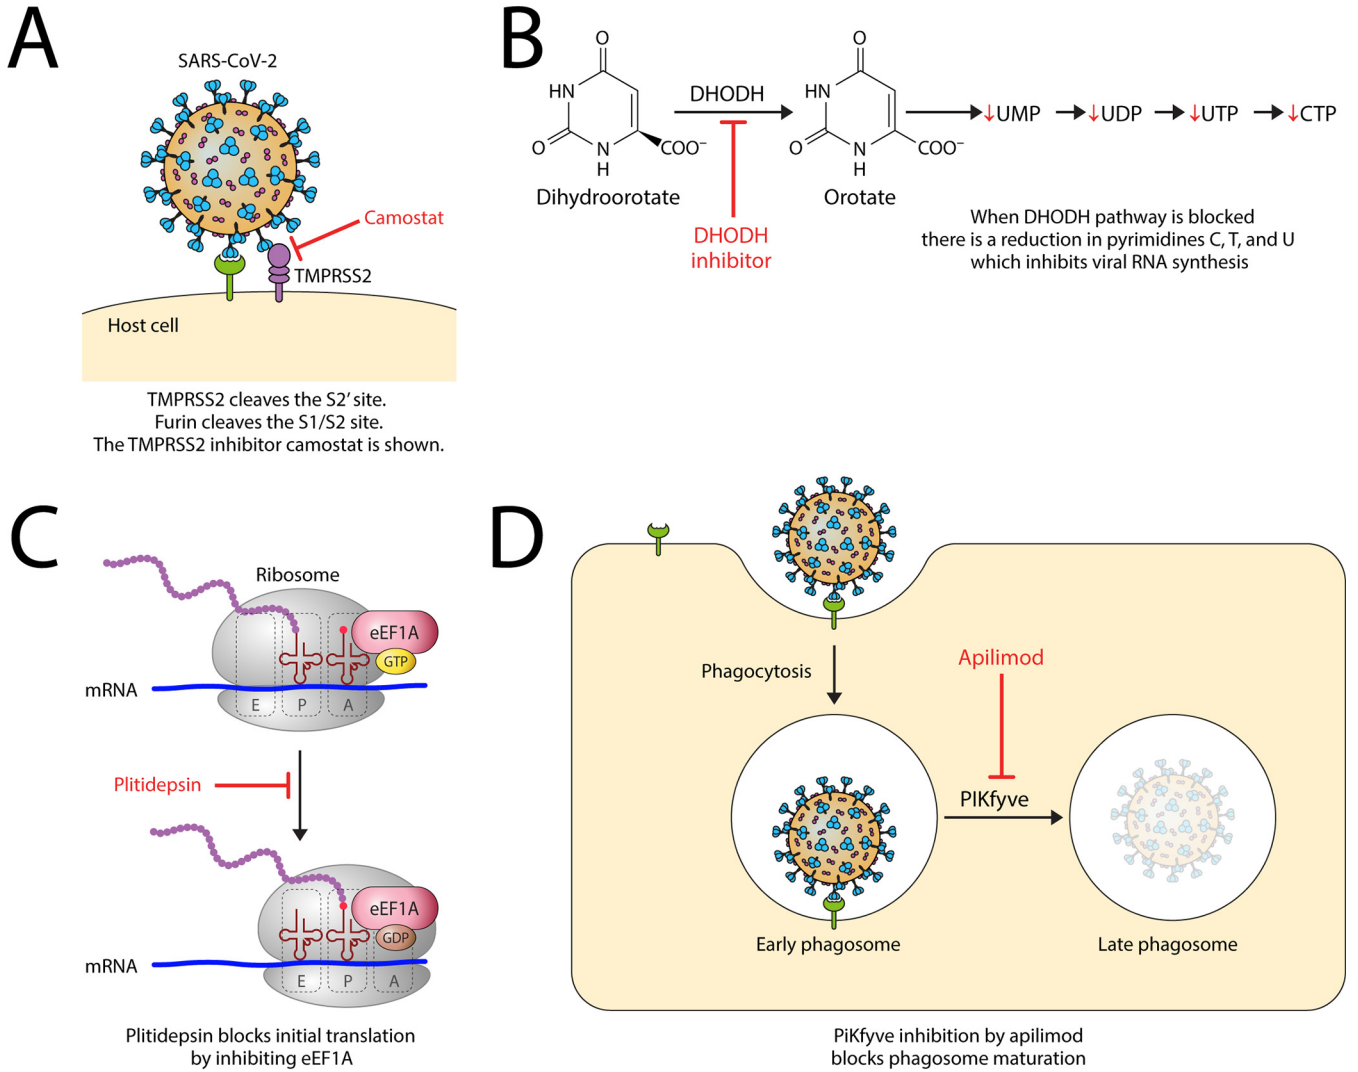 A
SARS-CoV-2
Camostat
TMPRSS2
Host cell
TMPRSS2 cleaves the S2’ site.
Furin cleaves the S1/S2 site.
The TMPRSS2 inhibitor camostat is shown.
B
O
HN
O
N
H
COO⁻
Dihydroorotate
DHODH
DHODH
inhibitor
O
HN
O
N
H
COO⁻
Orotate
↓UMP
↓UDP
↓UTP
↓CTP
When DHODH pathway is blocked
there is a reduction in pyrimidines C, T, and U
which inhibits viral RNA synthesis
C
Ribosome
eEF1A
GTP
mRNA
E P A
Plitidepsin
eEF1A
GDP
mRNA
E P A
Plitidepsin blocks initial translation
by inhibiting eEF1A
D
Phagocytosis
Apilimod
PIKfyve
Early phagosome
Late phagosome
PiKfyve inhibition by apilimod
blocks phagosome maturation